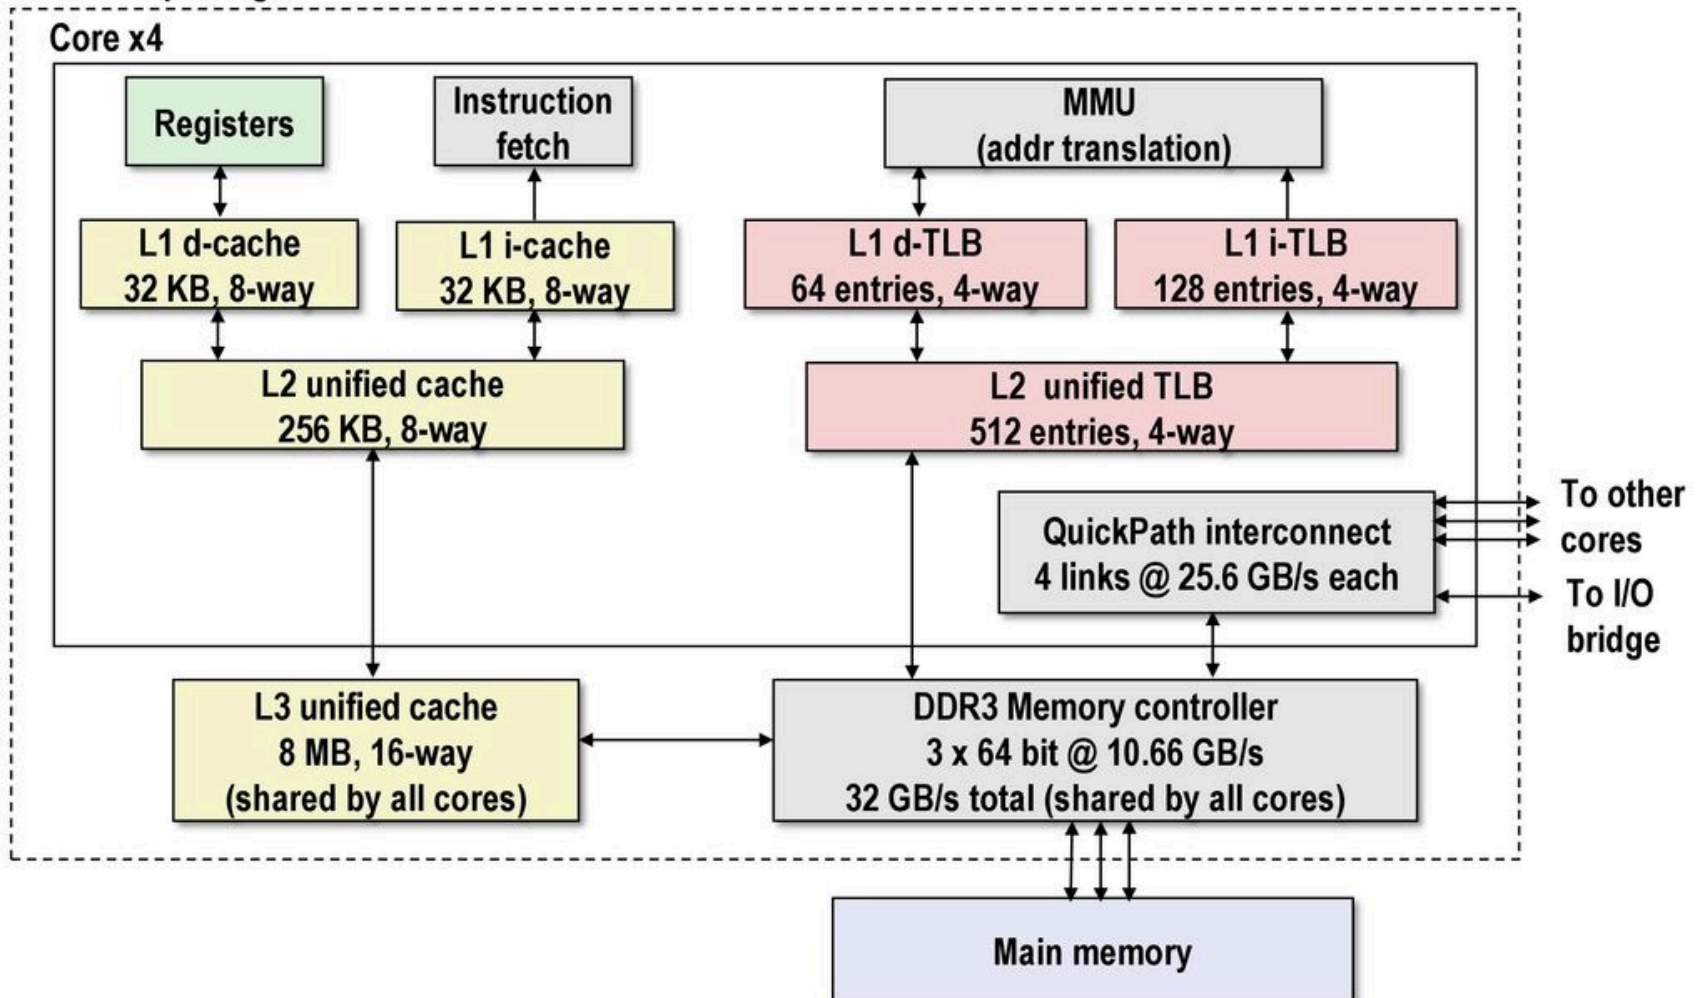 Core x4
Registers
Instruction
fetch
MMU
(addr translation)
L1 d-cache
32 KB, 8-way
L1 i-cache
32 KB, 8-way
L1 d-TLB
64 entries, 4-way
L1 i-TLB
128 entries, 4-way
L2 unified cache
256 KB, 8-way
L2 unified TLB
512 entries, 4-way
QuickPath interconnect
4 links @ 25.6 GB/s each
To other
cores
To I/O
bridge
L3 unified cache
8 MB, 16-way
(shared by all cores)
DDR3 Memory controller
3 x 64 bit @ 10.66 GB/s
32 GB/s total (shared by all cores)
Main memory